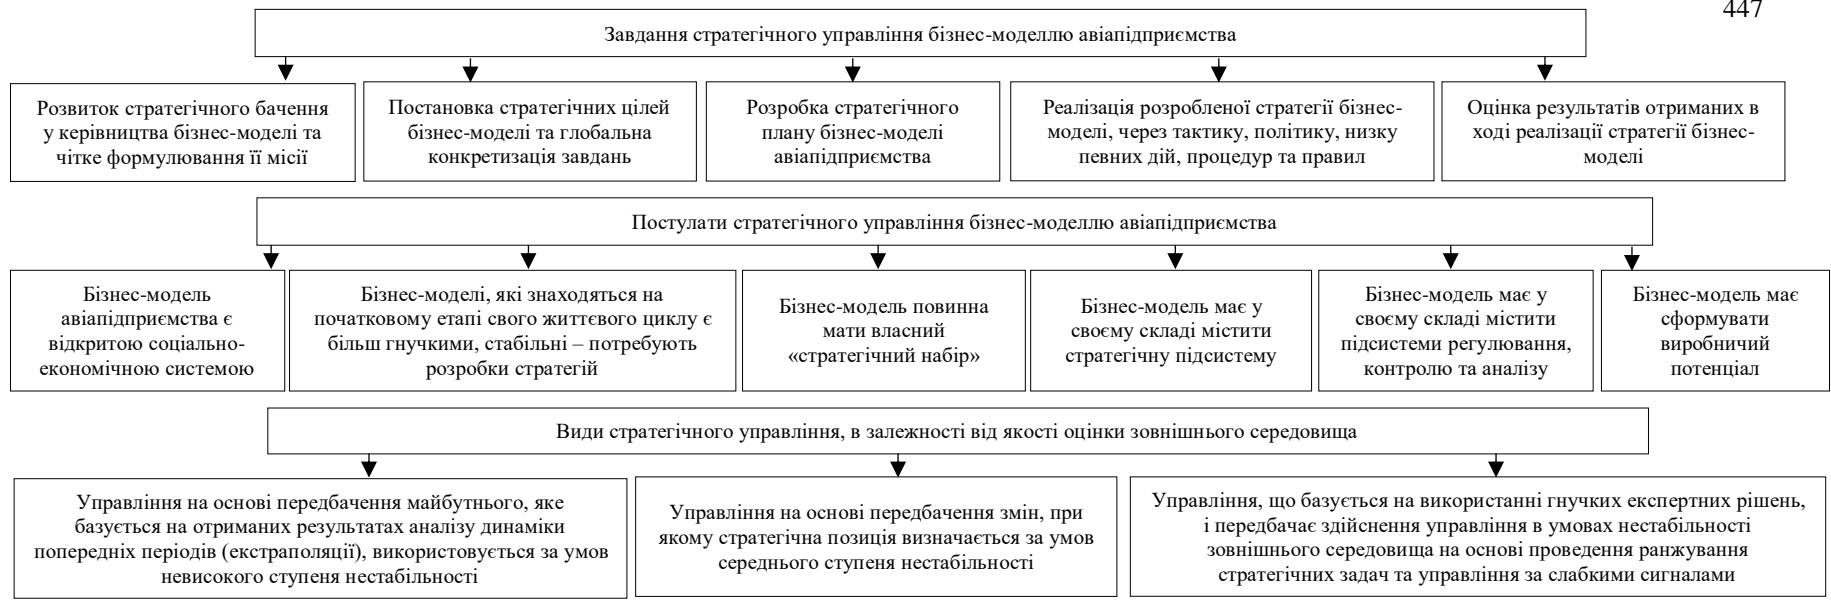 447
Завдання стратегічного управління бізнес-моделлю авіапідприємства
Розвиток стратегічного бачення
у керівництва бізнес-моделі та
чітке формулювання її місії
Постановка стратегічних цілей
бізнес-моделі та глобальна
конкретизація завдань
Розробка стратегічного
плану бізнес-моделі
авіапідприємства
Реалізація розробленої стратегії бізнес-
моделі, через тактику, політику, низку
певних дій, процедур та правил
Оцінка результатів отриманих в
ході реалізації стратегії бізнес-
моделі
Постулати стратегічного управління бізнес-моделлю авіапідприємства
Бізнес-модель
авіапідприємства є
відкритою соціально-
економічною системою
Бізнес-моделі, які знаходяться на
початковому етапі свого життєвого циклу є
більш гнучкими, стабільні – потребують
розробки стратегій
Бізнес-модель повинна
мати власний
«стратегічний набір»
Бізнес-модель має у
своєму складі містити
стратегічну підсистему
Бізнес-модель має у
своєму складі містити
підсистеми регулювання,
контролю та аналізу
Бізнес-модель має
сформувати
виробничий
потенціал
Види стратегічного управління, в залежності від якості оцінки зовнішнього середовища
Управління на основі передбачення майбутнього, яке
базується на отриманих результатах аналізу динаміки
попередніх періодів (екстраполяції), використовується за умов
невисокого ступеня нестабільності
Управління на основі передбачення змін, при
якому стратегічна позиція визначається за умов
середнього ступеня нестабільності
Управління, що базується на використанні гнучких експертних рішень,
і передбачає здійснення управління в умовах нестабільності
зовнішнього середовища на основі проведення ранжування
стратегічних задач та управління за слабкими сигналами